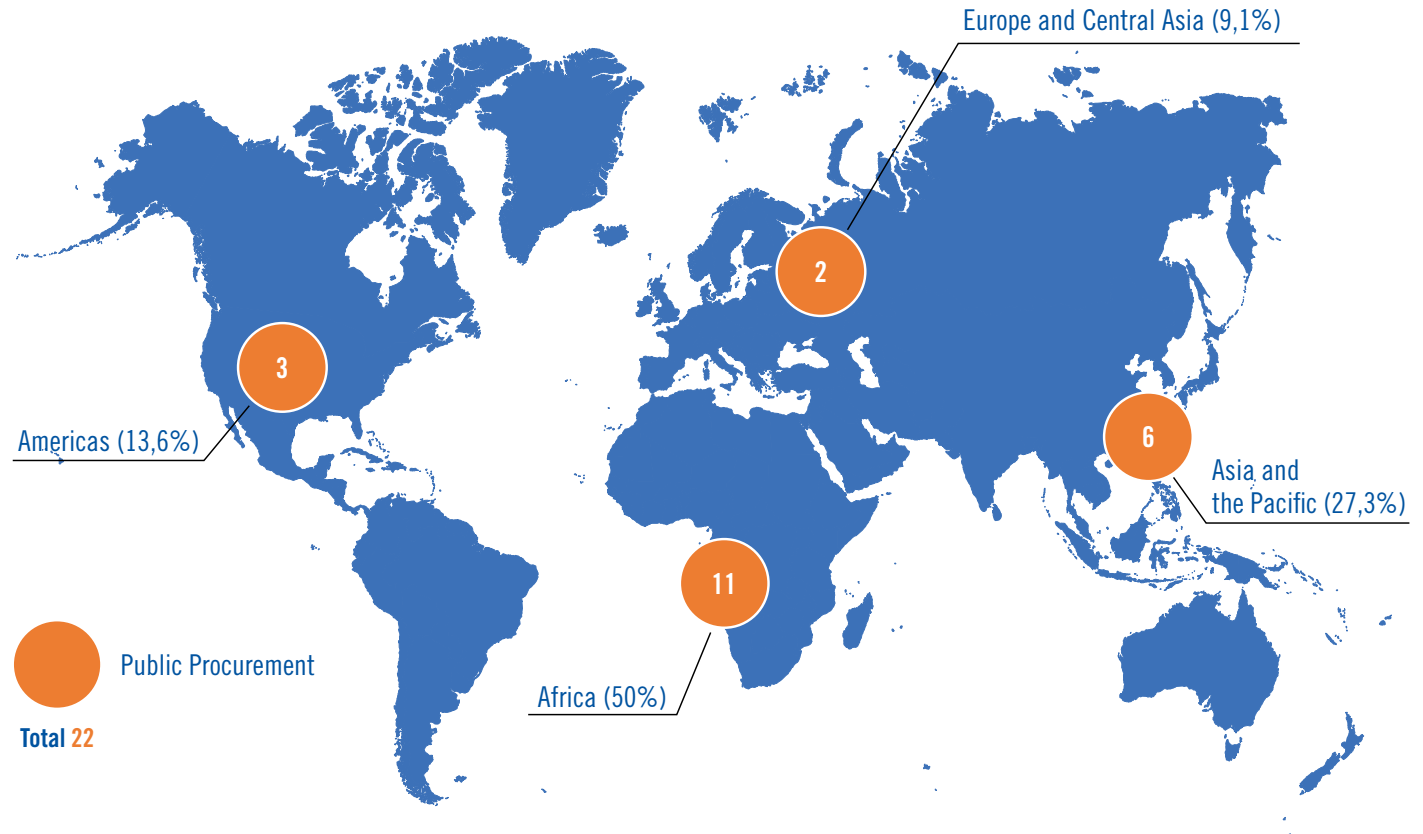 Europe and Central Asia (9,1%)
2
3
Americas (13,6%)
6
Asia and
the Pacific (27,3%)
11
Public Procurement
Africa (50%)
Total 22